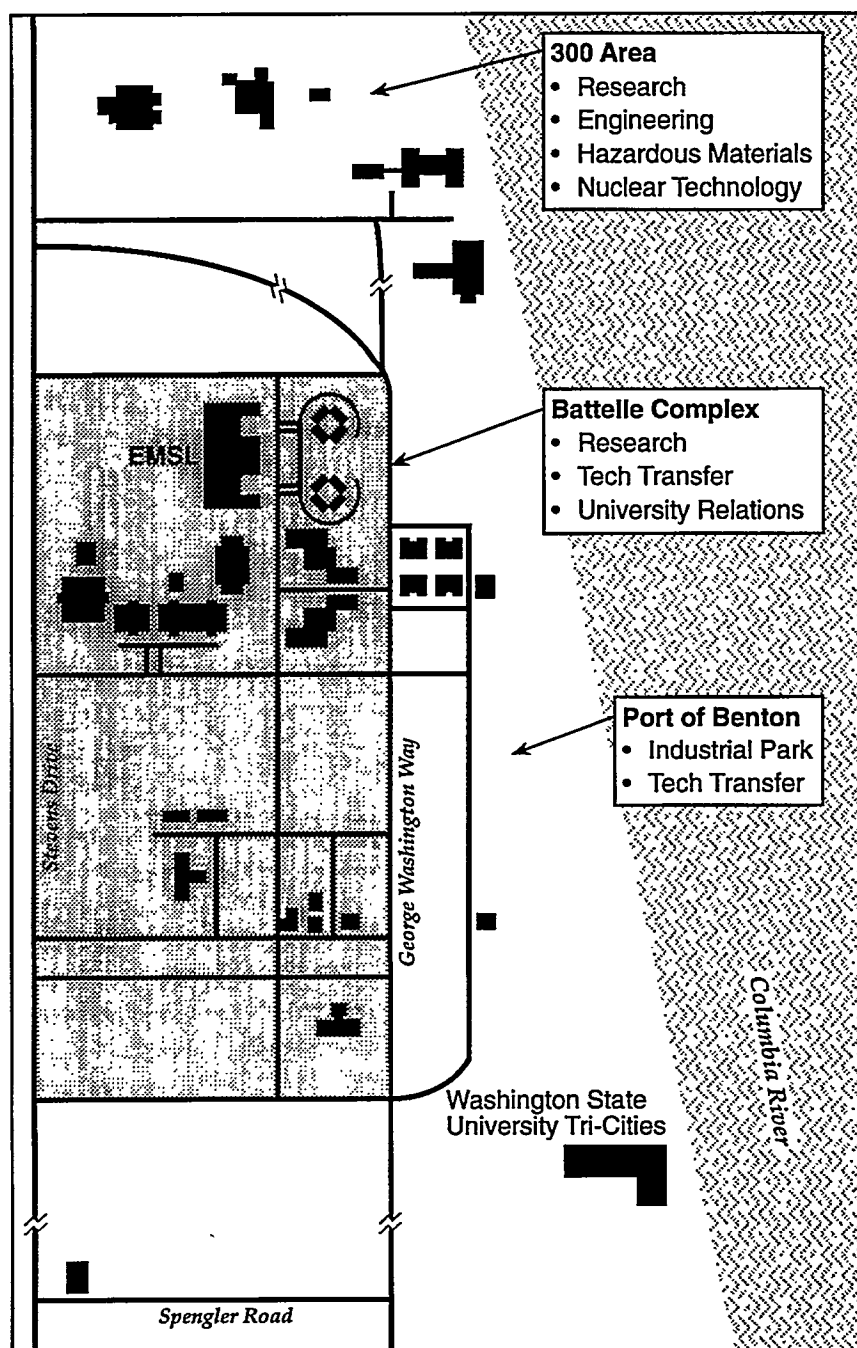 300 Area
• Research
• Engineering
• Hazardous Materials
• Nuclear Technology
Battelle Complex
• Research
• Tech Transfer
• University Relations
EMSL
Port of Benton
• Industrial Park
• Tech Transfer
Stevens Drive
George Washington Way
Columbia River
Washington State
University Tri-Cities
Spengler Road